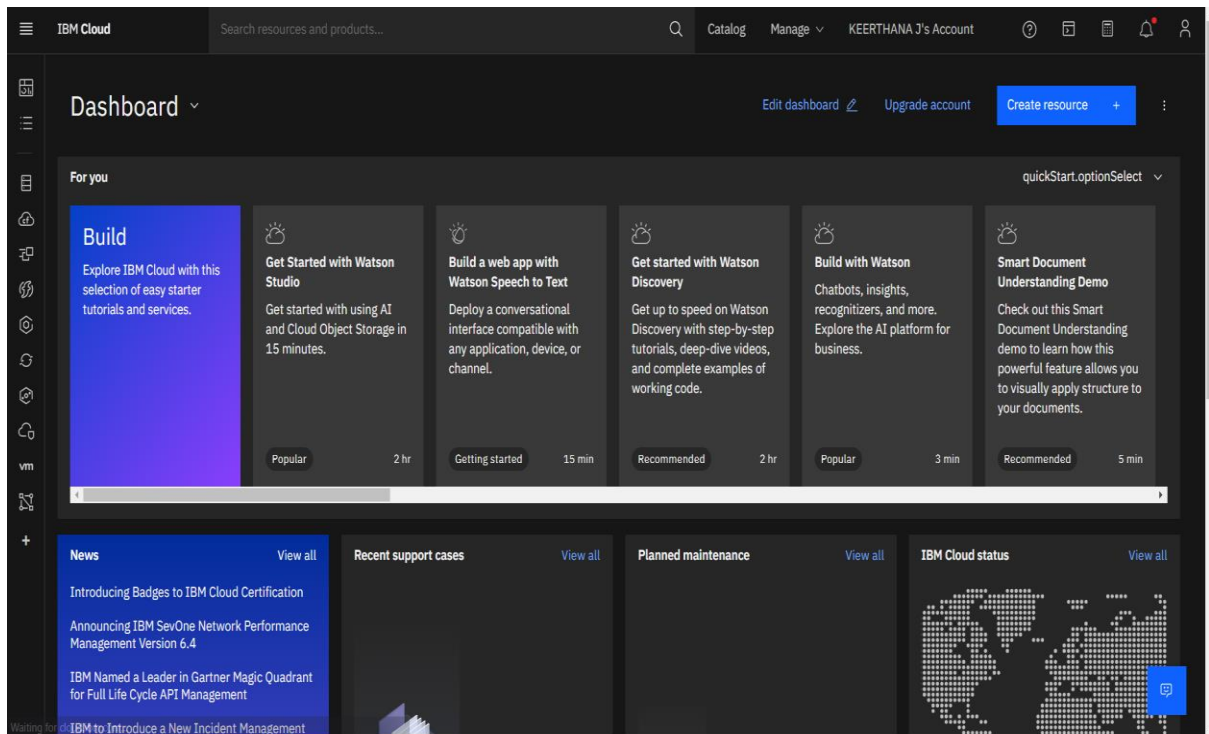 IBM Cloud
Search resources and products...
Catalog
Manage
KEERTHANA J's Account
Dashboard
Edit dashboard
Upgrade account
Create resource +
For you
quickStart.optionSelect
Build
Explore IBM Cloud with this
selection of easy starter
tutorials and services.
Get Started with Watson
Studio
Get started with using AI
and Cloud Object Storage in
15 minutes.
Popular
2 hr
Build a web app with
Watson Speech to Text
Deploy a conversational
interface compatible with
any application, device, or
channel.
Getting started
15 min
Get started with Watson
Discovery
Get up to speed on Watson
Discovery with step-by-step
tutorials, deep-dive videos,
and complete examples of
working code.
Recommended
2 hr
Build with Watson
Chatbots, insights,
recognitizers, and more.
Explore the AI platform for
business.
Popular
3 min
Smart Document
Understanding Demo
Check out this Smart
Document Understanding
demo to learn how this
powerful feature allows you
to visually apply structure to
your documents.
Recommended
5 min
vm
News
View all
Introducing Badges to IBM Cloud Certification
Announcing IBM SevOne Network Performance
Management Version 6.4
IBM Named a Leader in Gartner Magic Quadrant
for Full Life Cycle API Management
IBM to Introduce a New Incident Management
Recent support cases
View all
Planned maintenance
View all
IBM Cloud status
View all
Waiting for